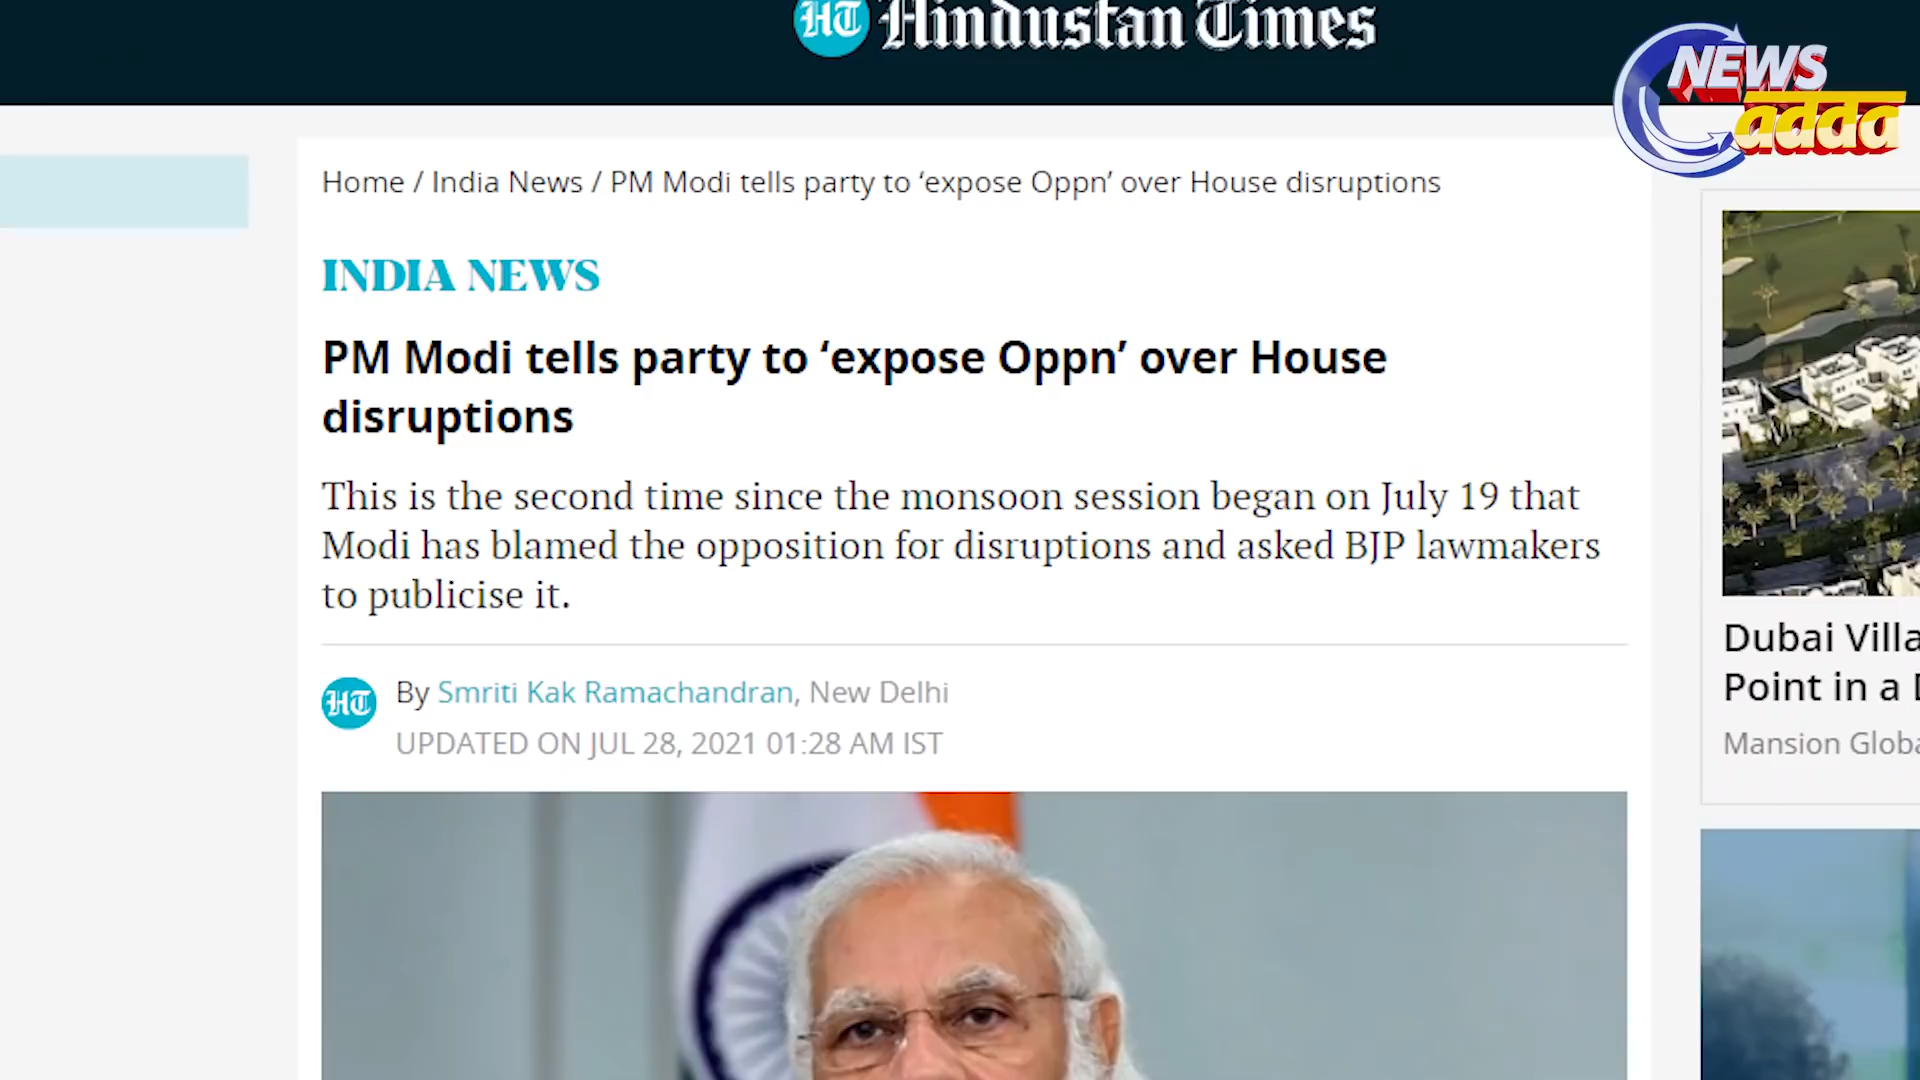 HT Hindustan Times
NEWS
adda
Home / India News / PM Modi tells party to ‘expose Oppn’ over House disruptions
INDIA NEWS
PM Modi tells party to ‘expose Oppn’ over House
disruptions
This is the second time since the monsoon session began on July 19 that
Modi has blamed the opposition for disruptions and asked BJP lawmakers
to publicise it.
HT
By Smriti Kak Ramachandran, New Delhi
UPDATED ON JUL 28, 2021 01:28 AM IST
Dubai Villa
Point in a
Mansion